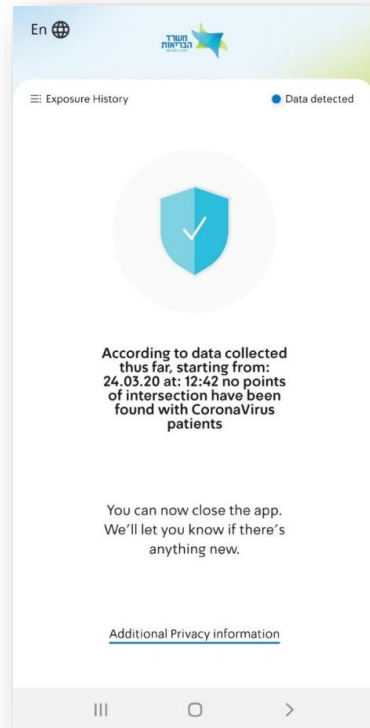 En
משרד
הבריאות
Exposure History
Data detected
According to data collected
thus far, starting from:
24.03.20 at: 12:42 no points
of intersection have been
found with CoronaVirus
patients
You can now close the app.
We'll let you know if there's
anything new.
Additional Privacy information